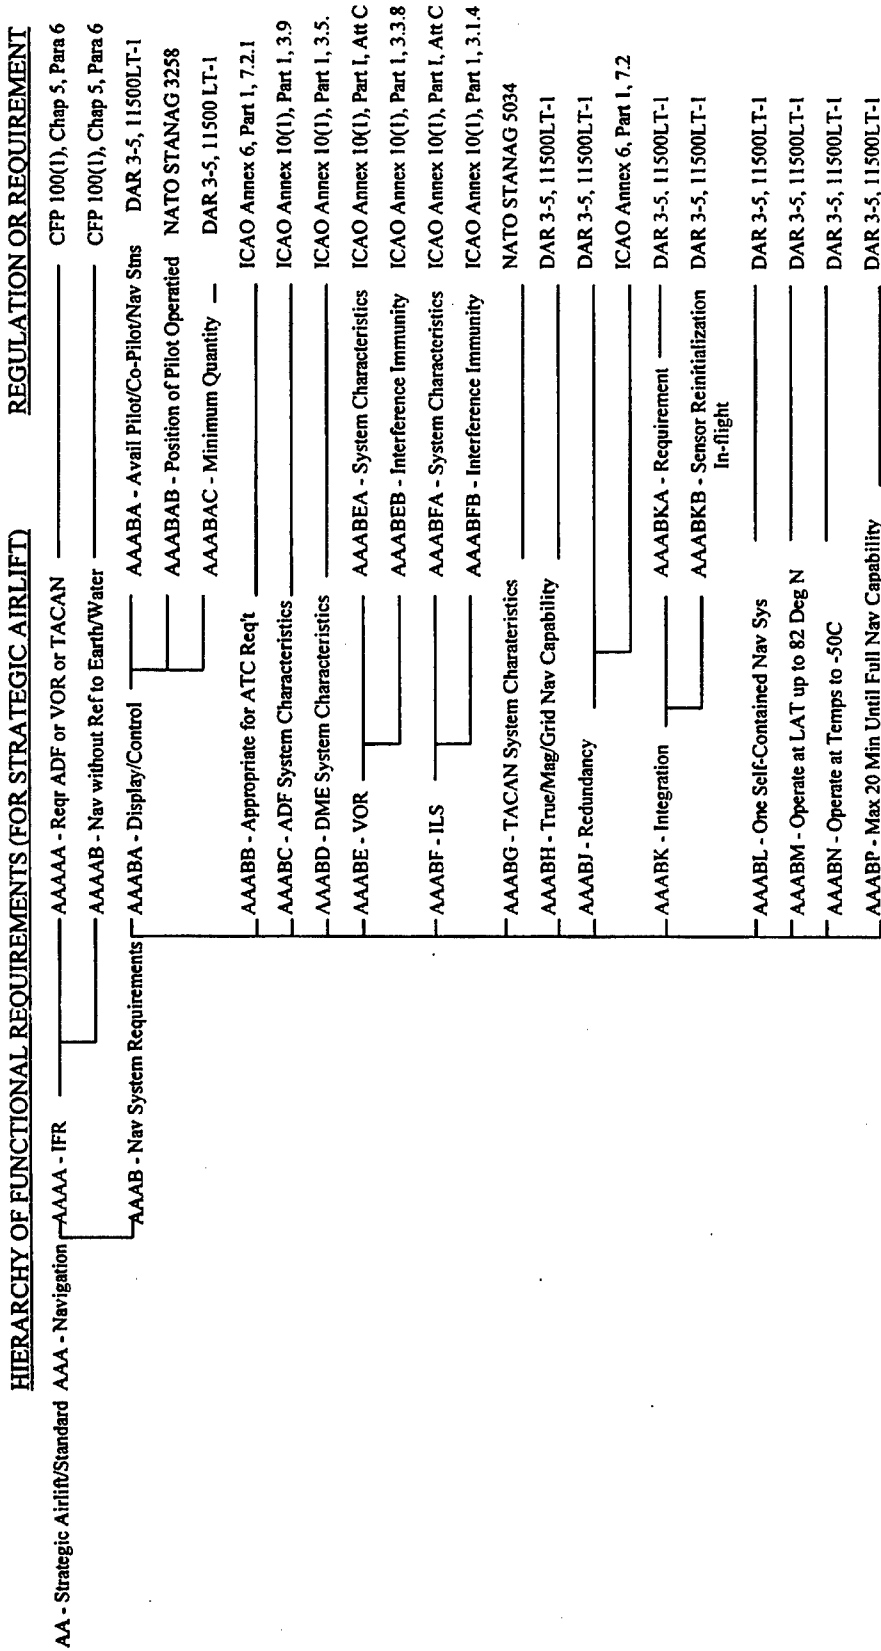 HIERARCHY OF FUNCTIONAL REQUIREMENTS (FOR STRATEGIC AIRLIFT) REGULATION OR REQUIREMENT
AA - Strategic Airlift/Standard AAA - Navigation AAAA - IFR AAAAA - Reqr ADF or VOR or TACAN CFP 100(1), Chap 5, Para 6
AAAAB - Nav without Ref to Earth/Water CFP 100(1), Chap 5, Para 6
AAAB - Nav System Requirements AAABA - Display/Control AAABA - Avail Pilot/Co-Pilot/Nav Stns DAR 3-5, 11500LT-1
AAABAB - Position of Pilot Operatied NATO STANAG 3258
AAABAC - Minimum Quantity DAR 3-5, 11500 LT-1
AAABB - Appropriate for ATC Req't ICAO Annex 6, Part 1, 7.2.1
AAABC - ADF System Characteristics ICAO Annex 10(1), Part 1, 3.9
AAABD - DME System Characteristics ICAO Annex 10(1), Part 1, 3.5.
AAABE - VOR AAABEA - System Characteristics ICAO Annex 10(1), Part I, Att C
AAABEB - Interference Immunity ICAO Annex 10(1), Part 1, 3.3.8
AAABF - ILS AAABFA - System Characteristics ICAO Annex 10(1), Part I, Att C
AAABFB - Interference Immunity ICAO Annex 10(1), Part 1, 3.1.4
AAABG - TACAN System Charateristics NATO STANAG 5034
AAABH - True/Mag/Grid Nav Capability DAR 3-5, 11500LT-1
AAABJ - Redundancy DAR 3-5, 11500LT-1
ICAO Annex 6, Part 1, 7.2
AAABK - Integration AAABKA - Requirement DAR 3-5, 11500LT-1
AAABKB - Sensor Reinitialization DAR 3-5, 11500LT-1
In-flight
AAABL - One Self-Contained Nav Sys DAR 3-5, 11500LT-1
AAABM - Operate at LAT up to 82 Deg N DAR 3-5, 11500LT-1
AAABN - Operate at Temps to -50C DAR 3-5, 11500LT-1
AAABP - Max 20 Min Until Full Nav Capability DAR 3-5, 11500LT-1